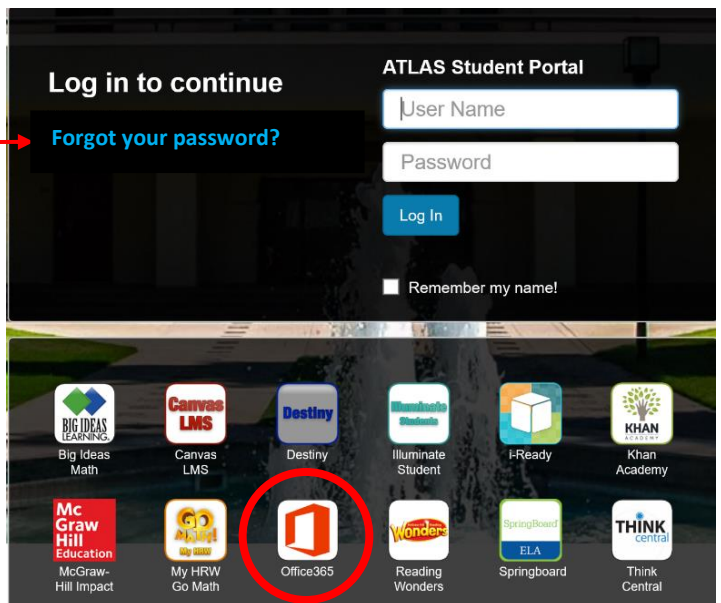 Log in to continue
Forgot your password?
ATLAS Student Portal
User Name
Password
Log In
Remember my name!
BIG IDEAS
LEARNING.
Big Ideas
Math
Canvas
LMS
Canvas
LMS
Destiny
Destiny
Illuminate
Students
Illuminate
Student
i-Ready
KHAN
ACADEMY
Khan
Academy
Mc
Graw
Hill
Education
McGraw-
Hill Impact
GO
Math!
My HRW
My HRW
Go Math
Office365
Wonders
Reading
Wonders
SpringBoard
ELA
Springboard
THINK
central
Think
Central